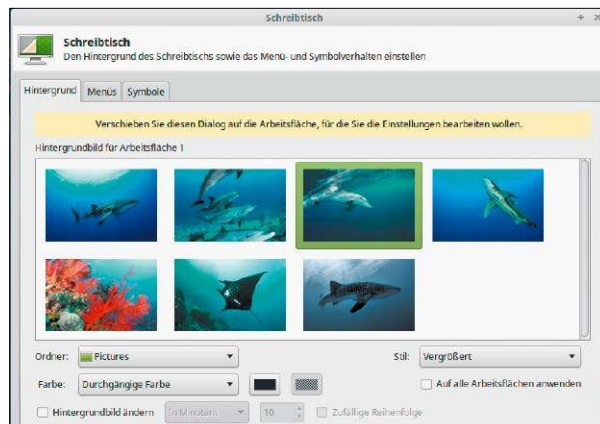 Schreibtisch
Schreibtisch
Den Hintergrund des Schreibtischs sowie das Menü- und Symbolverhalten einstellen
Hintergrund Menüs Symbole
Verschieben Sie diesen Dialog auf die Arbeitsfläche, für die Sie die Einstellungen bearbeiten wollen.
Hintergrundbild für Arbeitsfläche 1
Ordner: Pictures Stil: Vergrößert
Farbe: Durchgängige Farbe Auf alle Arbeitsflächen anwenden
Hintergrundbild ändern In Minuten: 10 Zufällige Reihenfolge